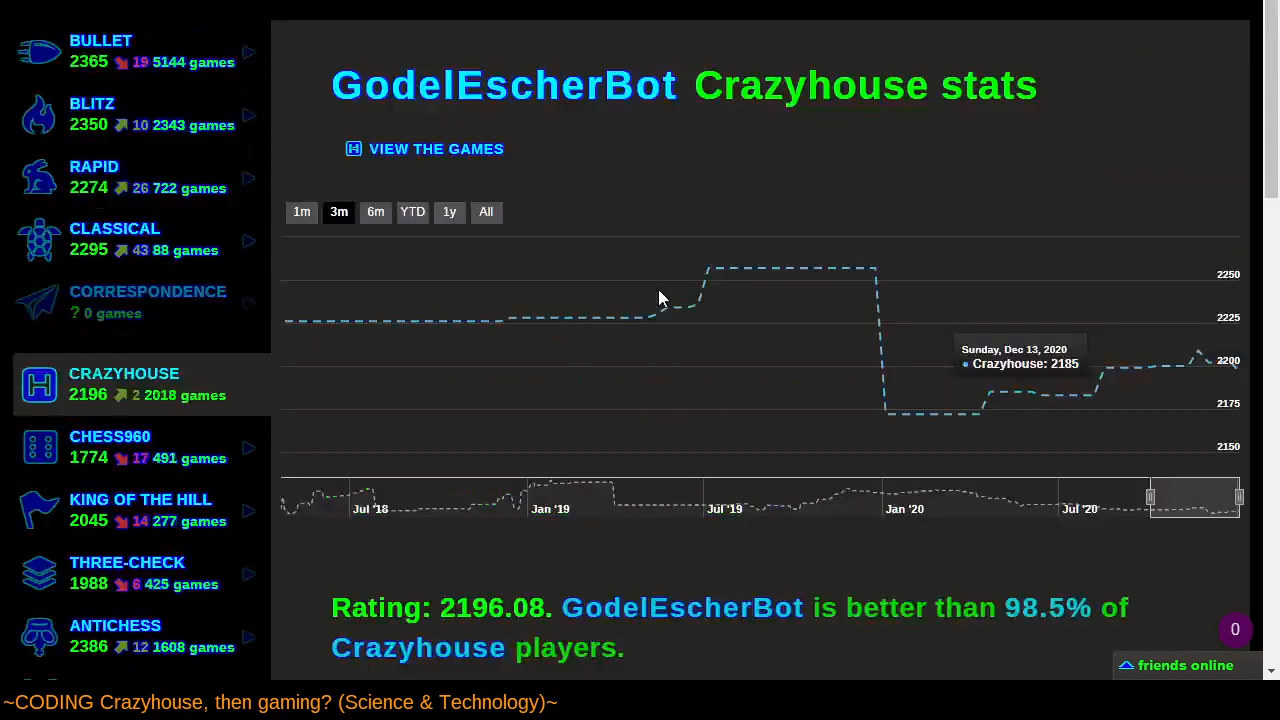 BULLET
2365 19 5144 games
BLITZ
2350 10 2343 games
RAPID
2274 26 722 games
CLASSICAL
2295 43 88 games
CORRESPONDENCE
? 0 games
CRAZYHOUSE
2196 2 2018 games
CHESS960
1774 17 491 games
KING OF THE HILL
2045 14 277 games
THREE-CHECK
1988 6 425 games
ANTICHESS
2386 12 1608 games
GodelEscherBot Crazyhouse stats
VIEW THE GAMES
1m 3m 6m YTD 1y All
2250
2225
Sunday, Dec 13, 2020
Crazyhouse: 2185
2200
2175
2150
Jul '18 Jan '19 Jul '19 Jan '20 Jul '20
Rating: 2196.08. GodelEscherBot is better than 98.5% of
Crazyhouse players.
0
friends online
~CODING Crazyhouse, then gaming? (Science & Technology)~